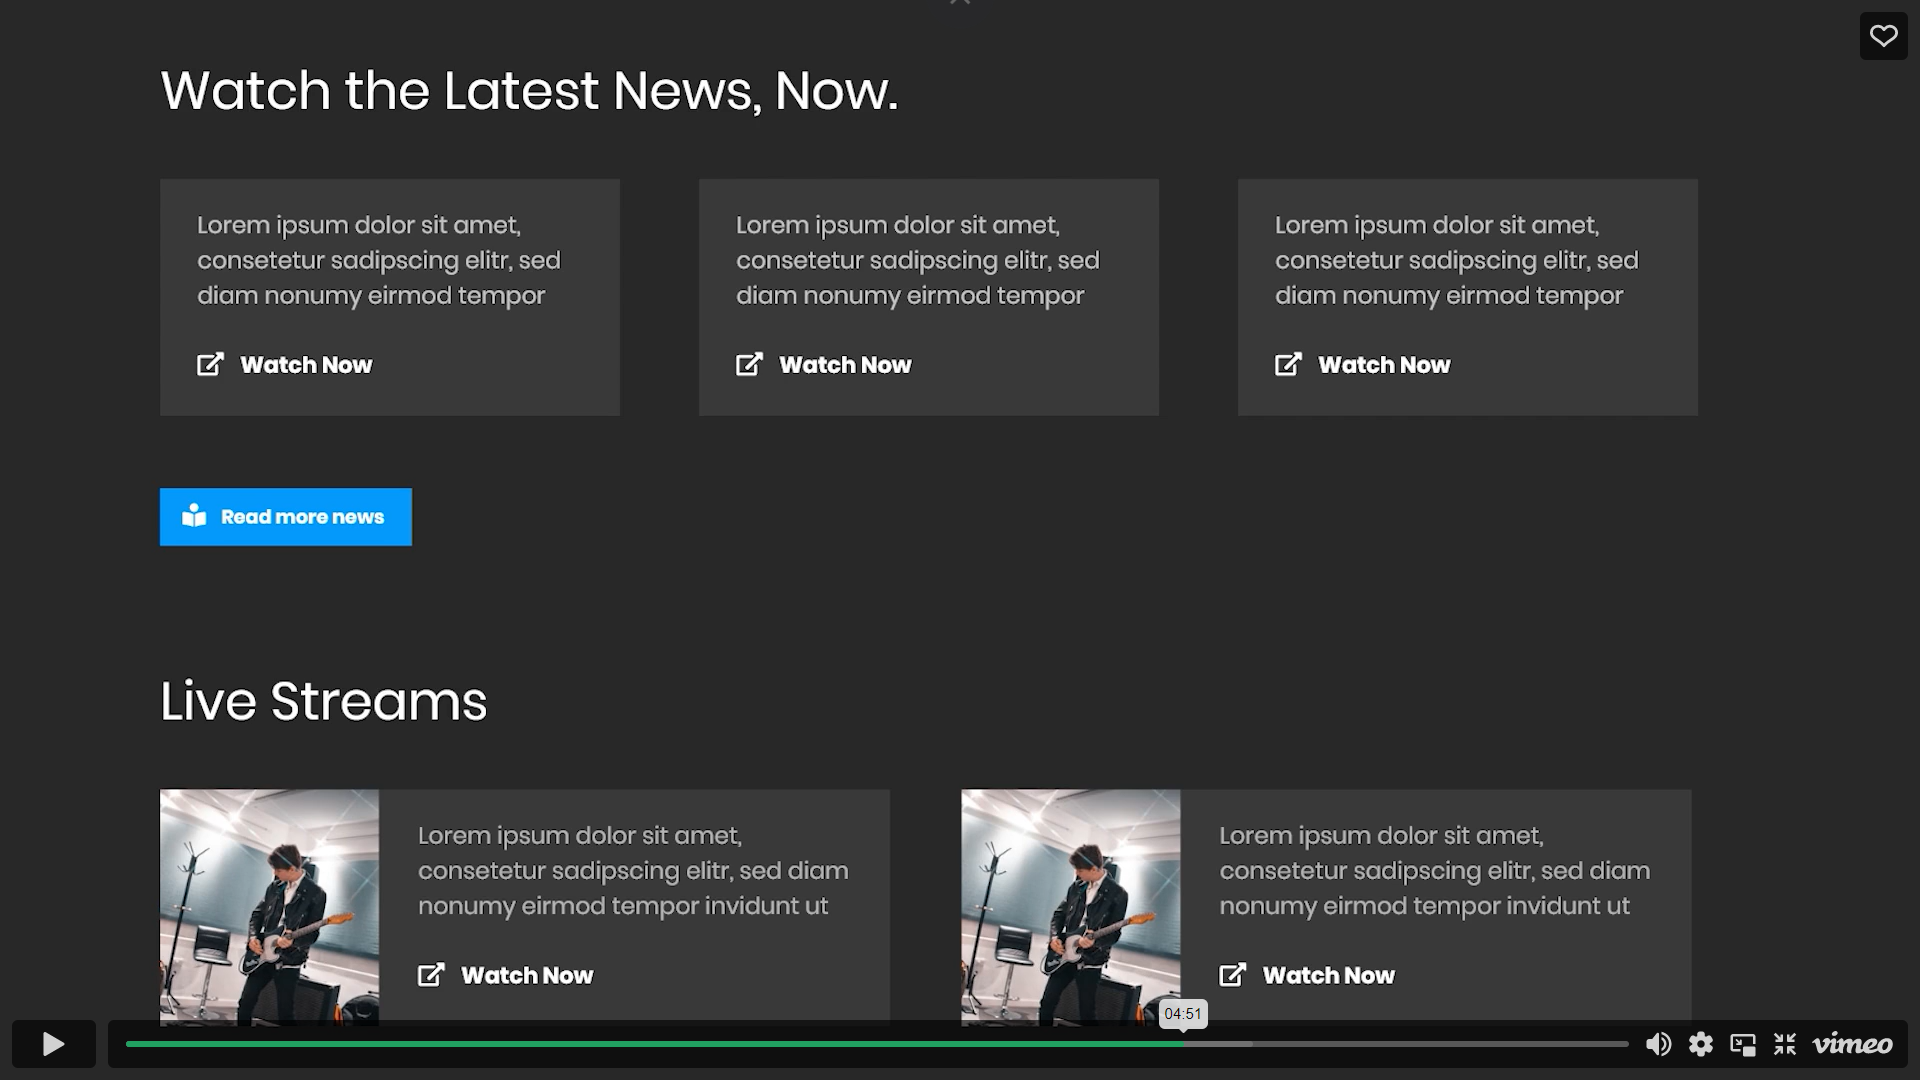 Watch the Latest News, Now.
Lorem ipsum dolor sit amet,
consetetur sadipscing elitr, sed
diam nonumy eirmod tempor
Watch Now
Lorem ipsum dolor sit amet,
consetetur sadipscing elitr, sed
diam nonumy eirmod tempor
Watch Now
Lorem ipsum dolor sit amet,
consetetur sadipscing elitr, sed
diam nonumy eirmod tempor
Watch Now
Read more news
Live Streams
Lorem ipsum dolor sit amet,
consetetur sadipscing elitr, sed diam
nonumy eirmod tempor invidunt ut
Watch Now
Lorem ipsum dolor sit amet,
consetetur sadipscing elitr, sed diam
nonumy eirmod tempor invidunt ut
Watch Now
04:51
vimeo